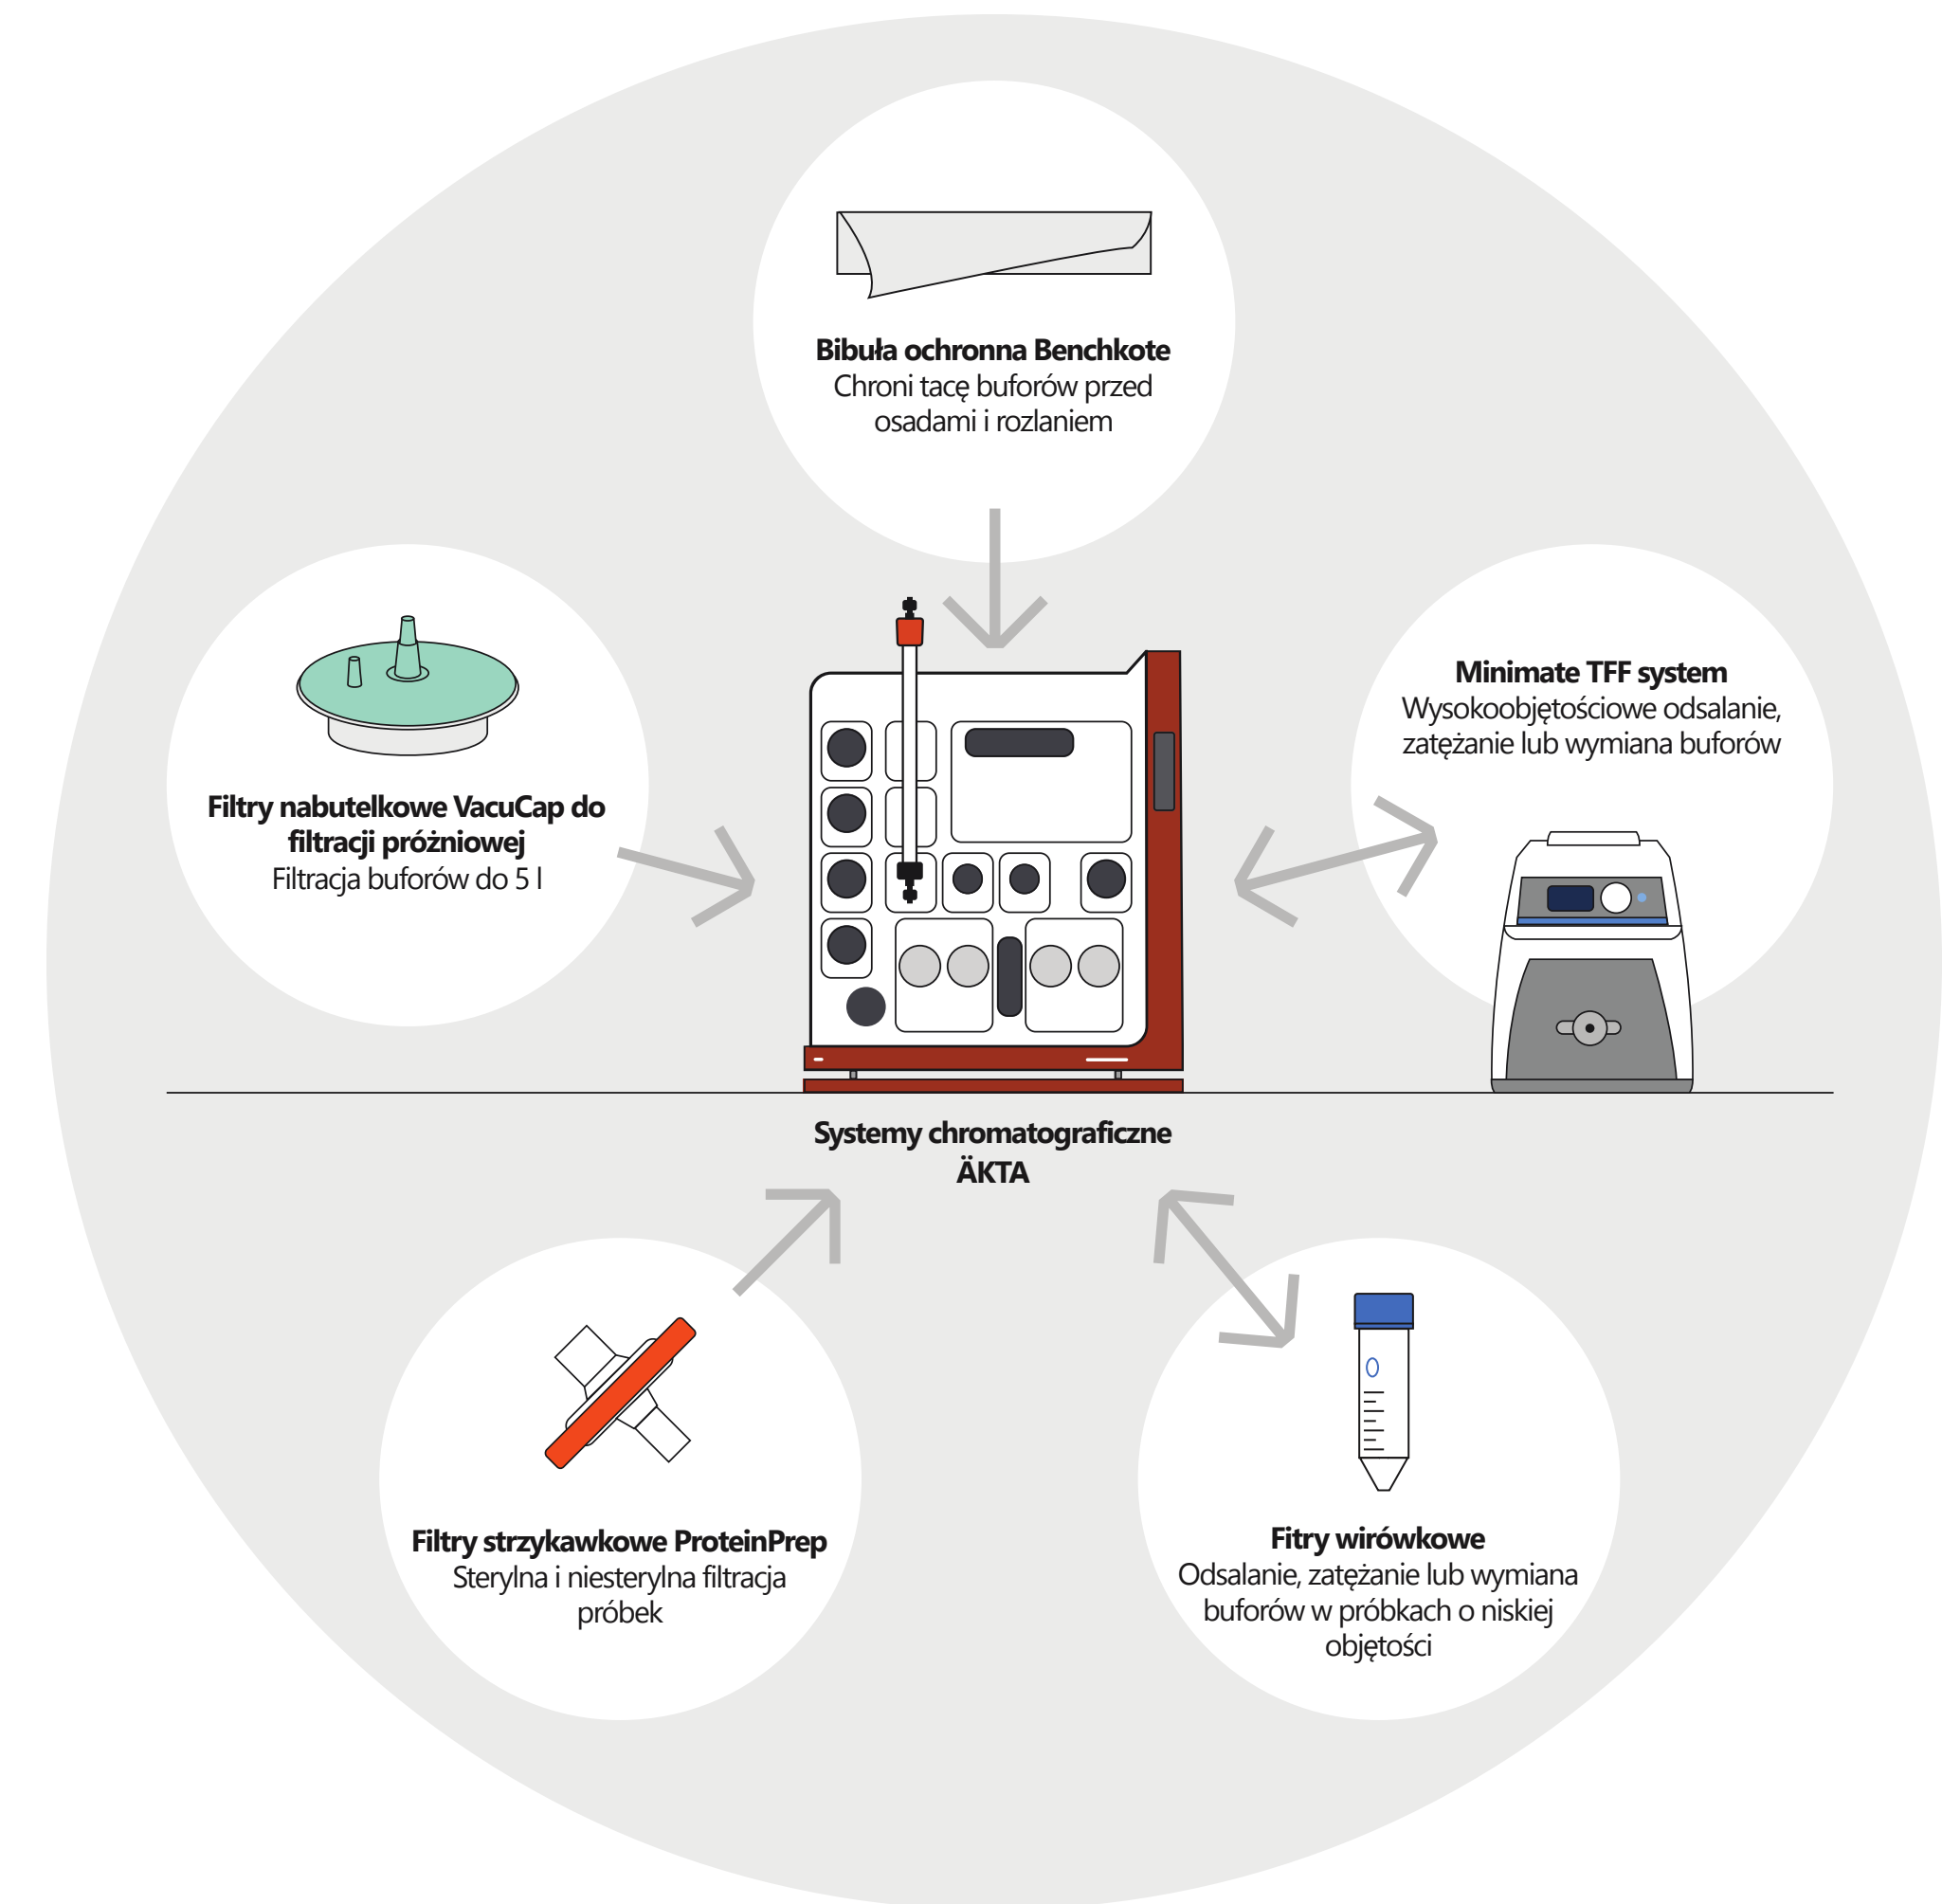 Bibuła ochronna Benchkote
Chroni tacę buforów przed
osadami i rozlaniem
Filtry nabutelkowe VacuCap do
filtracji próżniowej
Filtracja buforów do 5 l
Minimate TFF system
Wysokoobjętościowe odsalanie,
zatężanie lub wymiana buforów
Systemy chromatograficzne
ÄKTA
Filtry strzykawkowe ProteinPrep
Sterylna i niesterylna filtracja
próbek
Fitry wirówkowe
Odsalanie, zatężanie lub wymiana
buforów w próbkach o niskiej
objętości